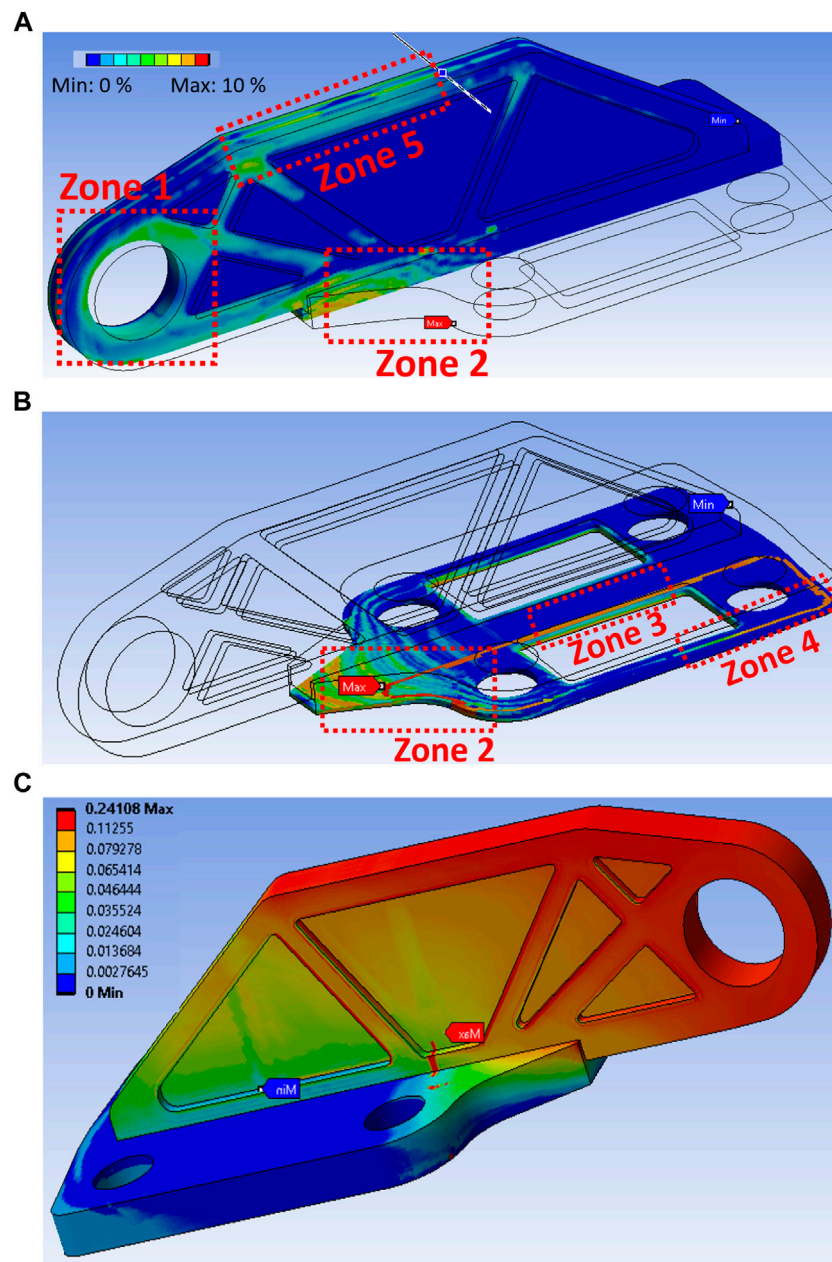 A
Min: 0 % Max: 10 %
Min
Zone 5
Zone 1
Max
Zone 2
B
Min
Zone 3
Zone 4
Max
Zone 2
C
0.24108 Max
0.11255
0.079278
0.065414
0.046444
0.035524
0.024604
0.013684
0.0027645
0 Min
Max
Min